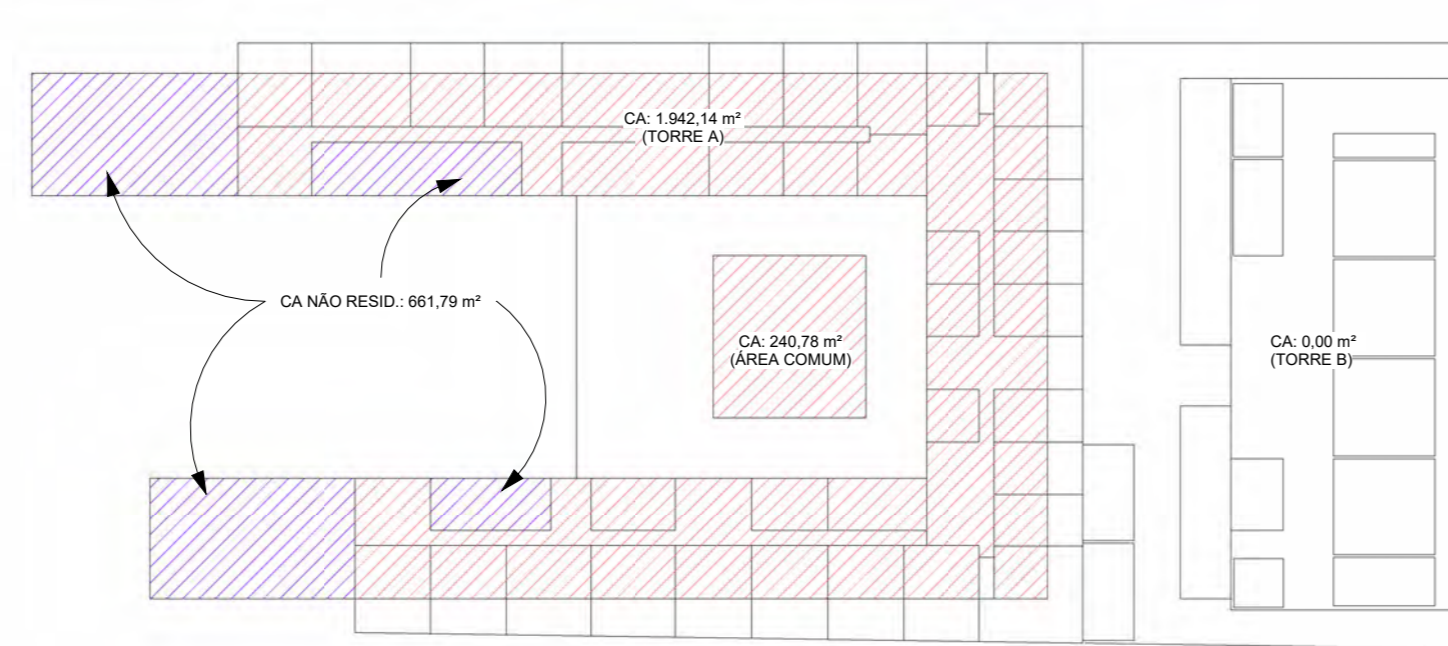 CA: 1.942,14 m²
(TORRE A)
CA NÃO RESID.: 661,79 m²
CA: 240,78 m²
(ÁREA COMUM)
CA: 0,00 m²
(TORRE B)